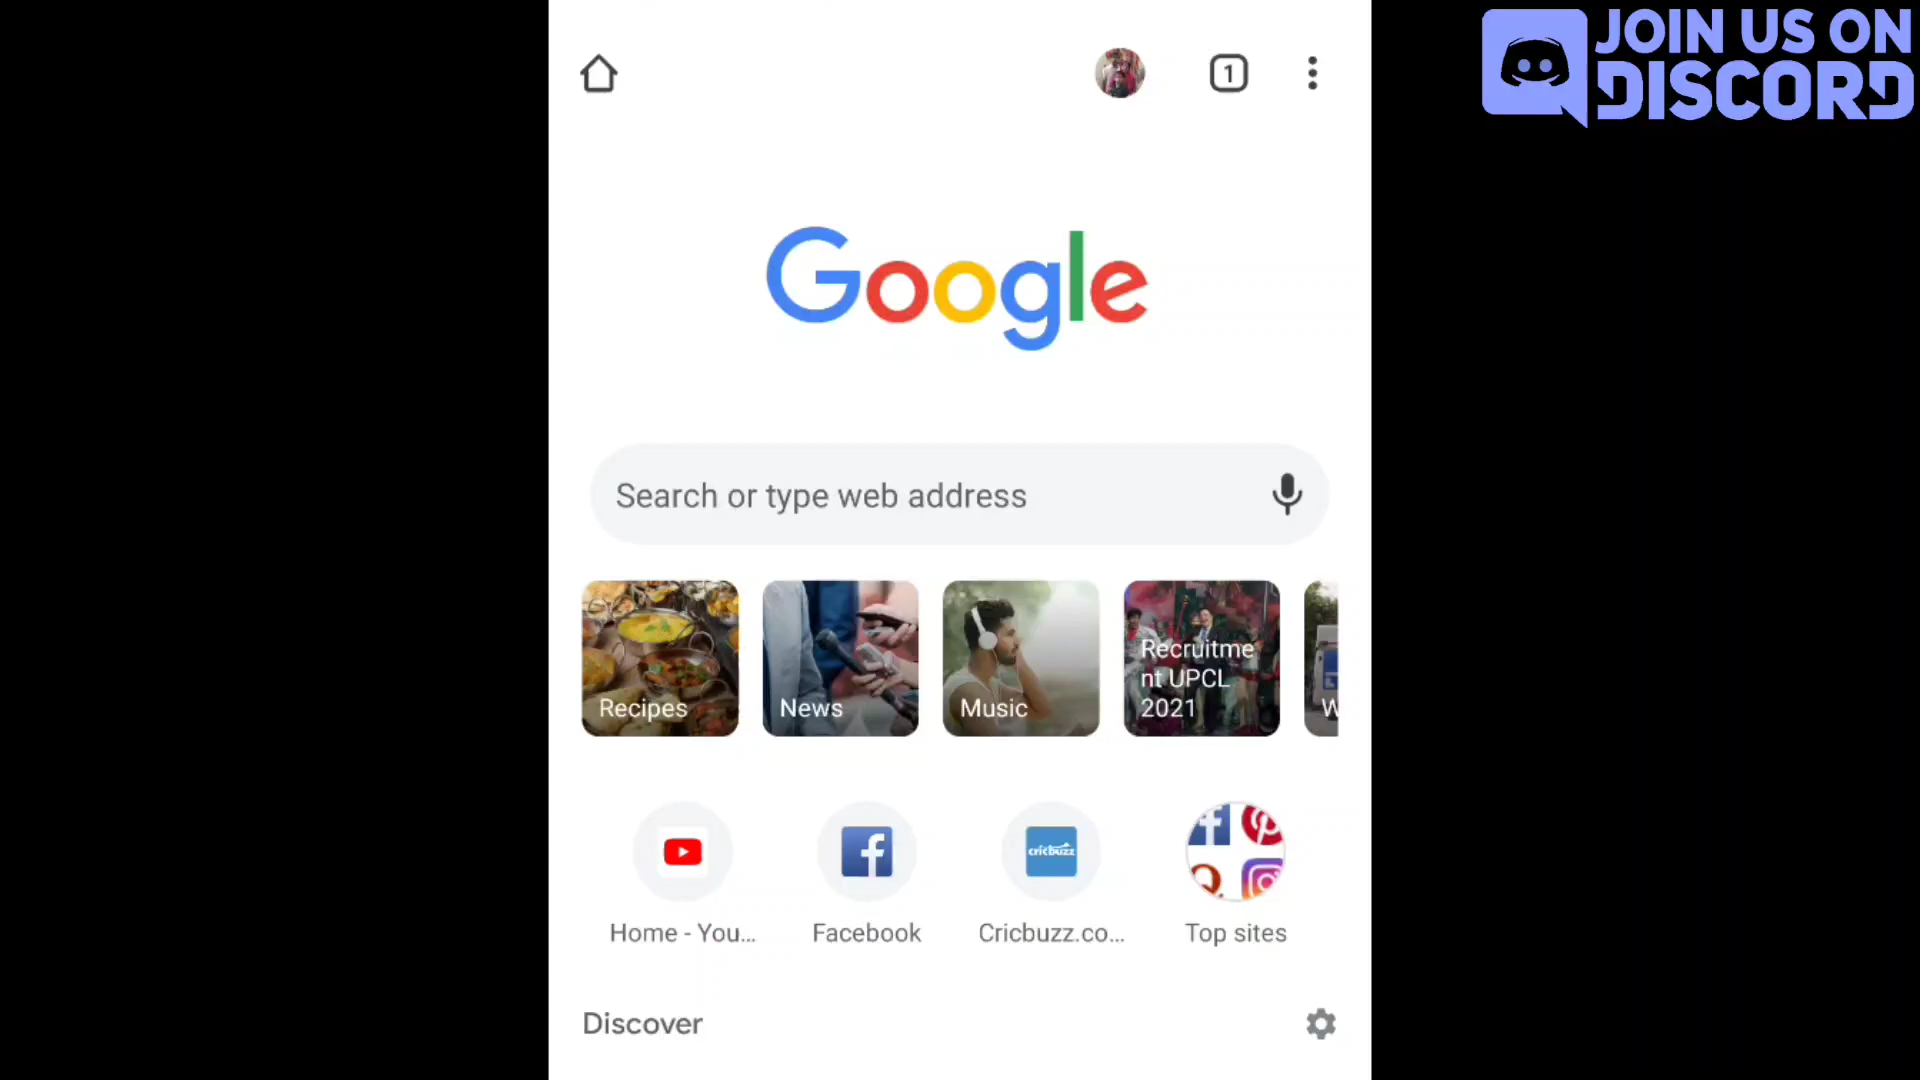 JOIN US ON
DISCORD
1
Google
Search or type web address
Recipes
News
Music
Recruitme
nt UPCL
2021
W
cricbuzz
Home - You...
Facebook
Cricbuzz.co...
Top sites
Discover